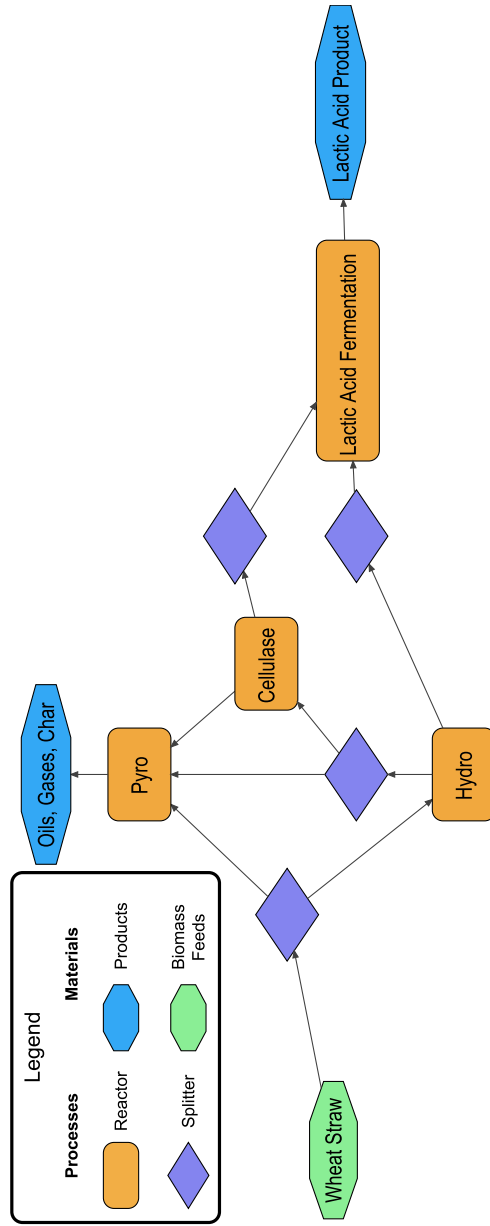 Legend
Processes
Materials
Reactor
Products
Splitter
Biomass
Feeds
Oils, Gases, Char
Pyro
Cellulase
Wheat Straw
Hydro
Lactic Acid Fermentation
Lactic Acid Product